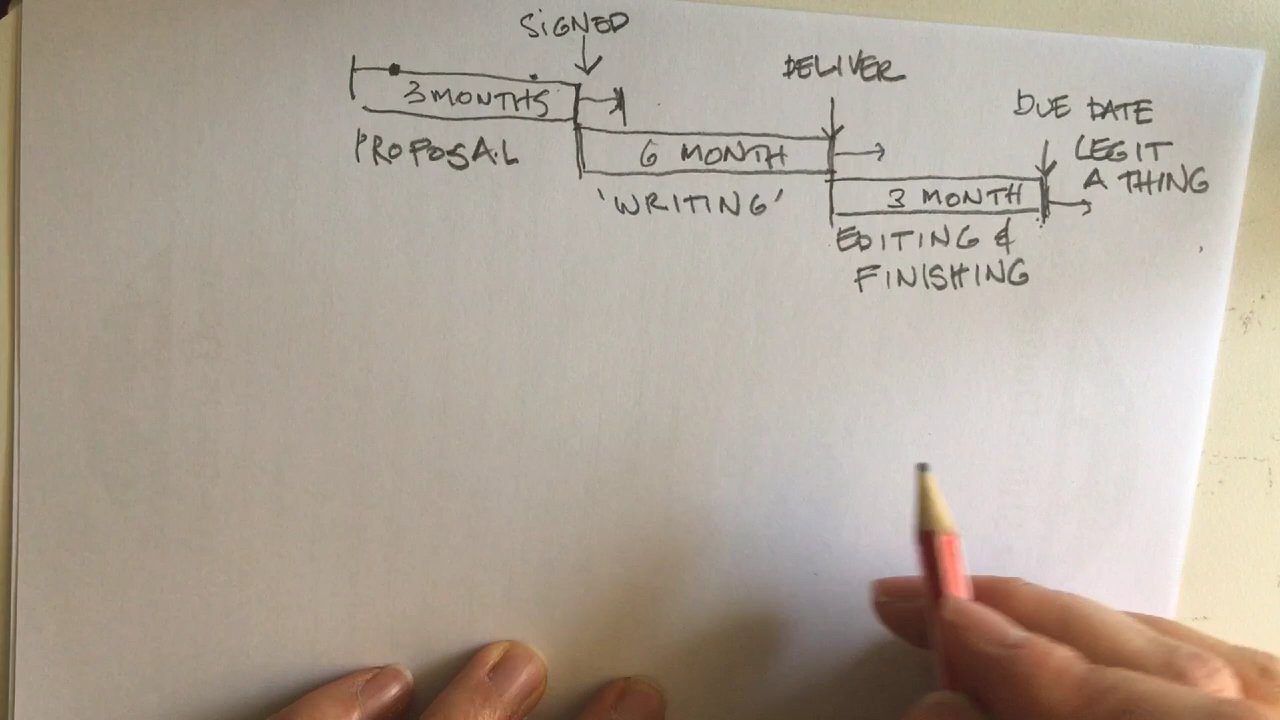 SIGNED
3 MONTHS
PROPOSAL
DELIVER
6 MONTH
'WRITING'
DUE DATE
LEGIT
A THING
3 MONTH
EDITING &
FINISHING